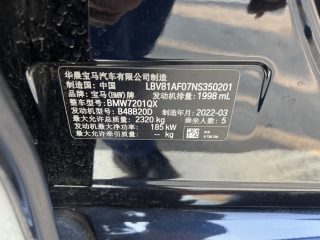 华晨宝马汽车有限公司制造
制造国：中国 LBV81AF07NS350201
品牌：宝马(BMW)牌 发动机排量：1998 mL
整车型号：BMW7201QX
发动机型号：B48B20D 制造年月：2022-03
最大允许总质量：2320 kg 乘坐人数：5
发动机最大净功率：185 kW
最大允许牵引质量：-- kg